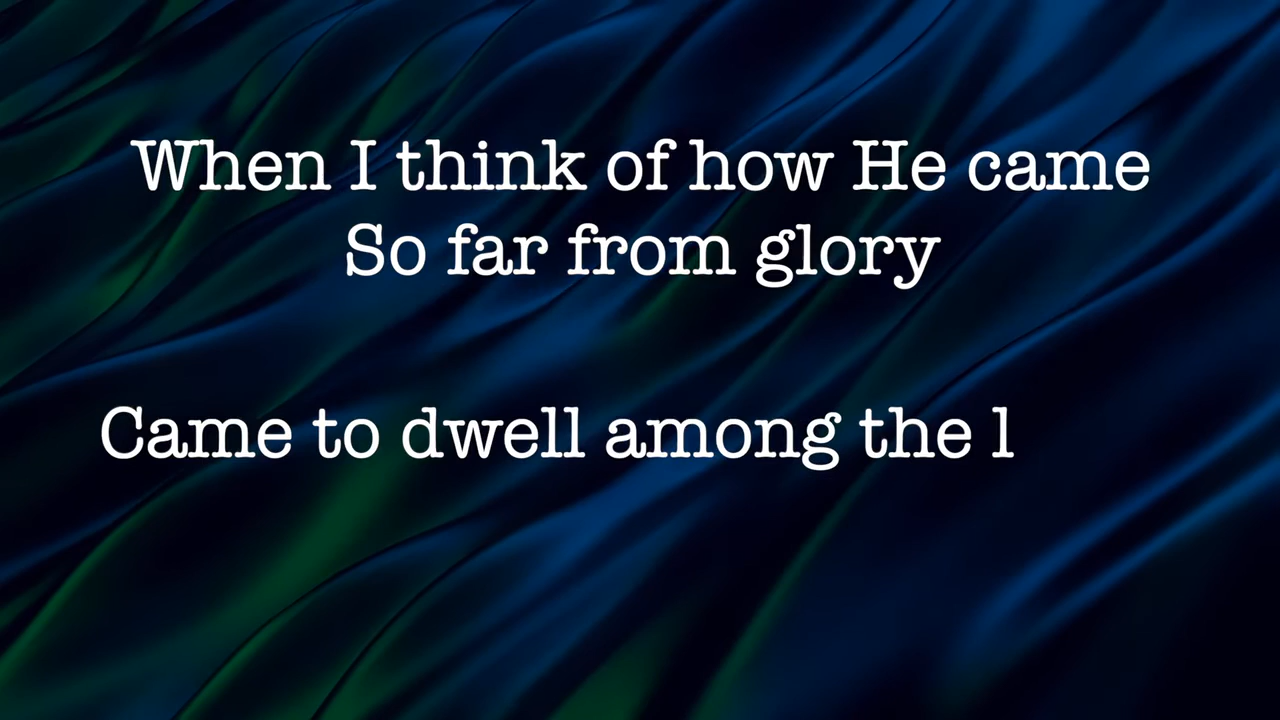 When I think of how He came
So far from glory
Came to dwell among the l